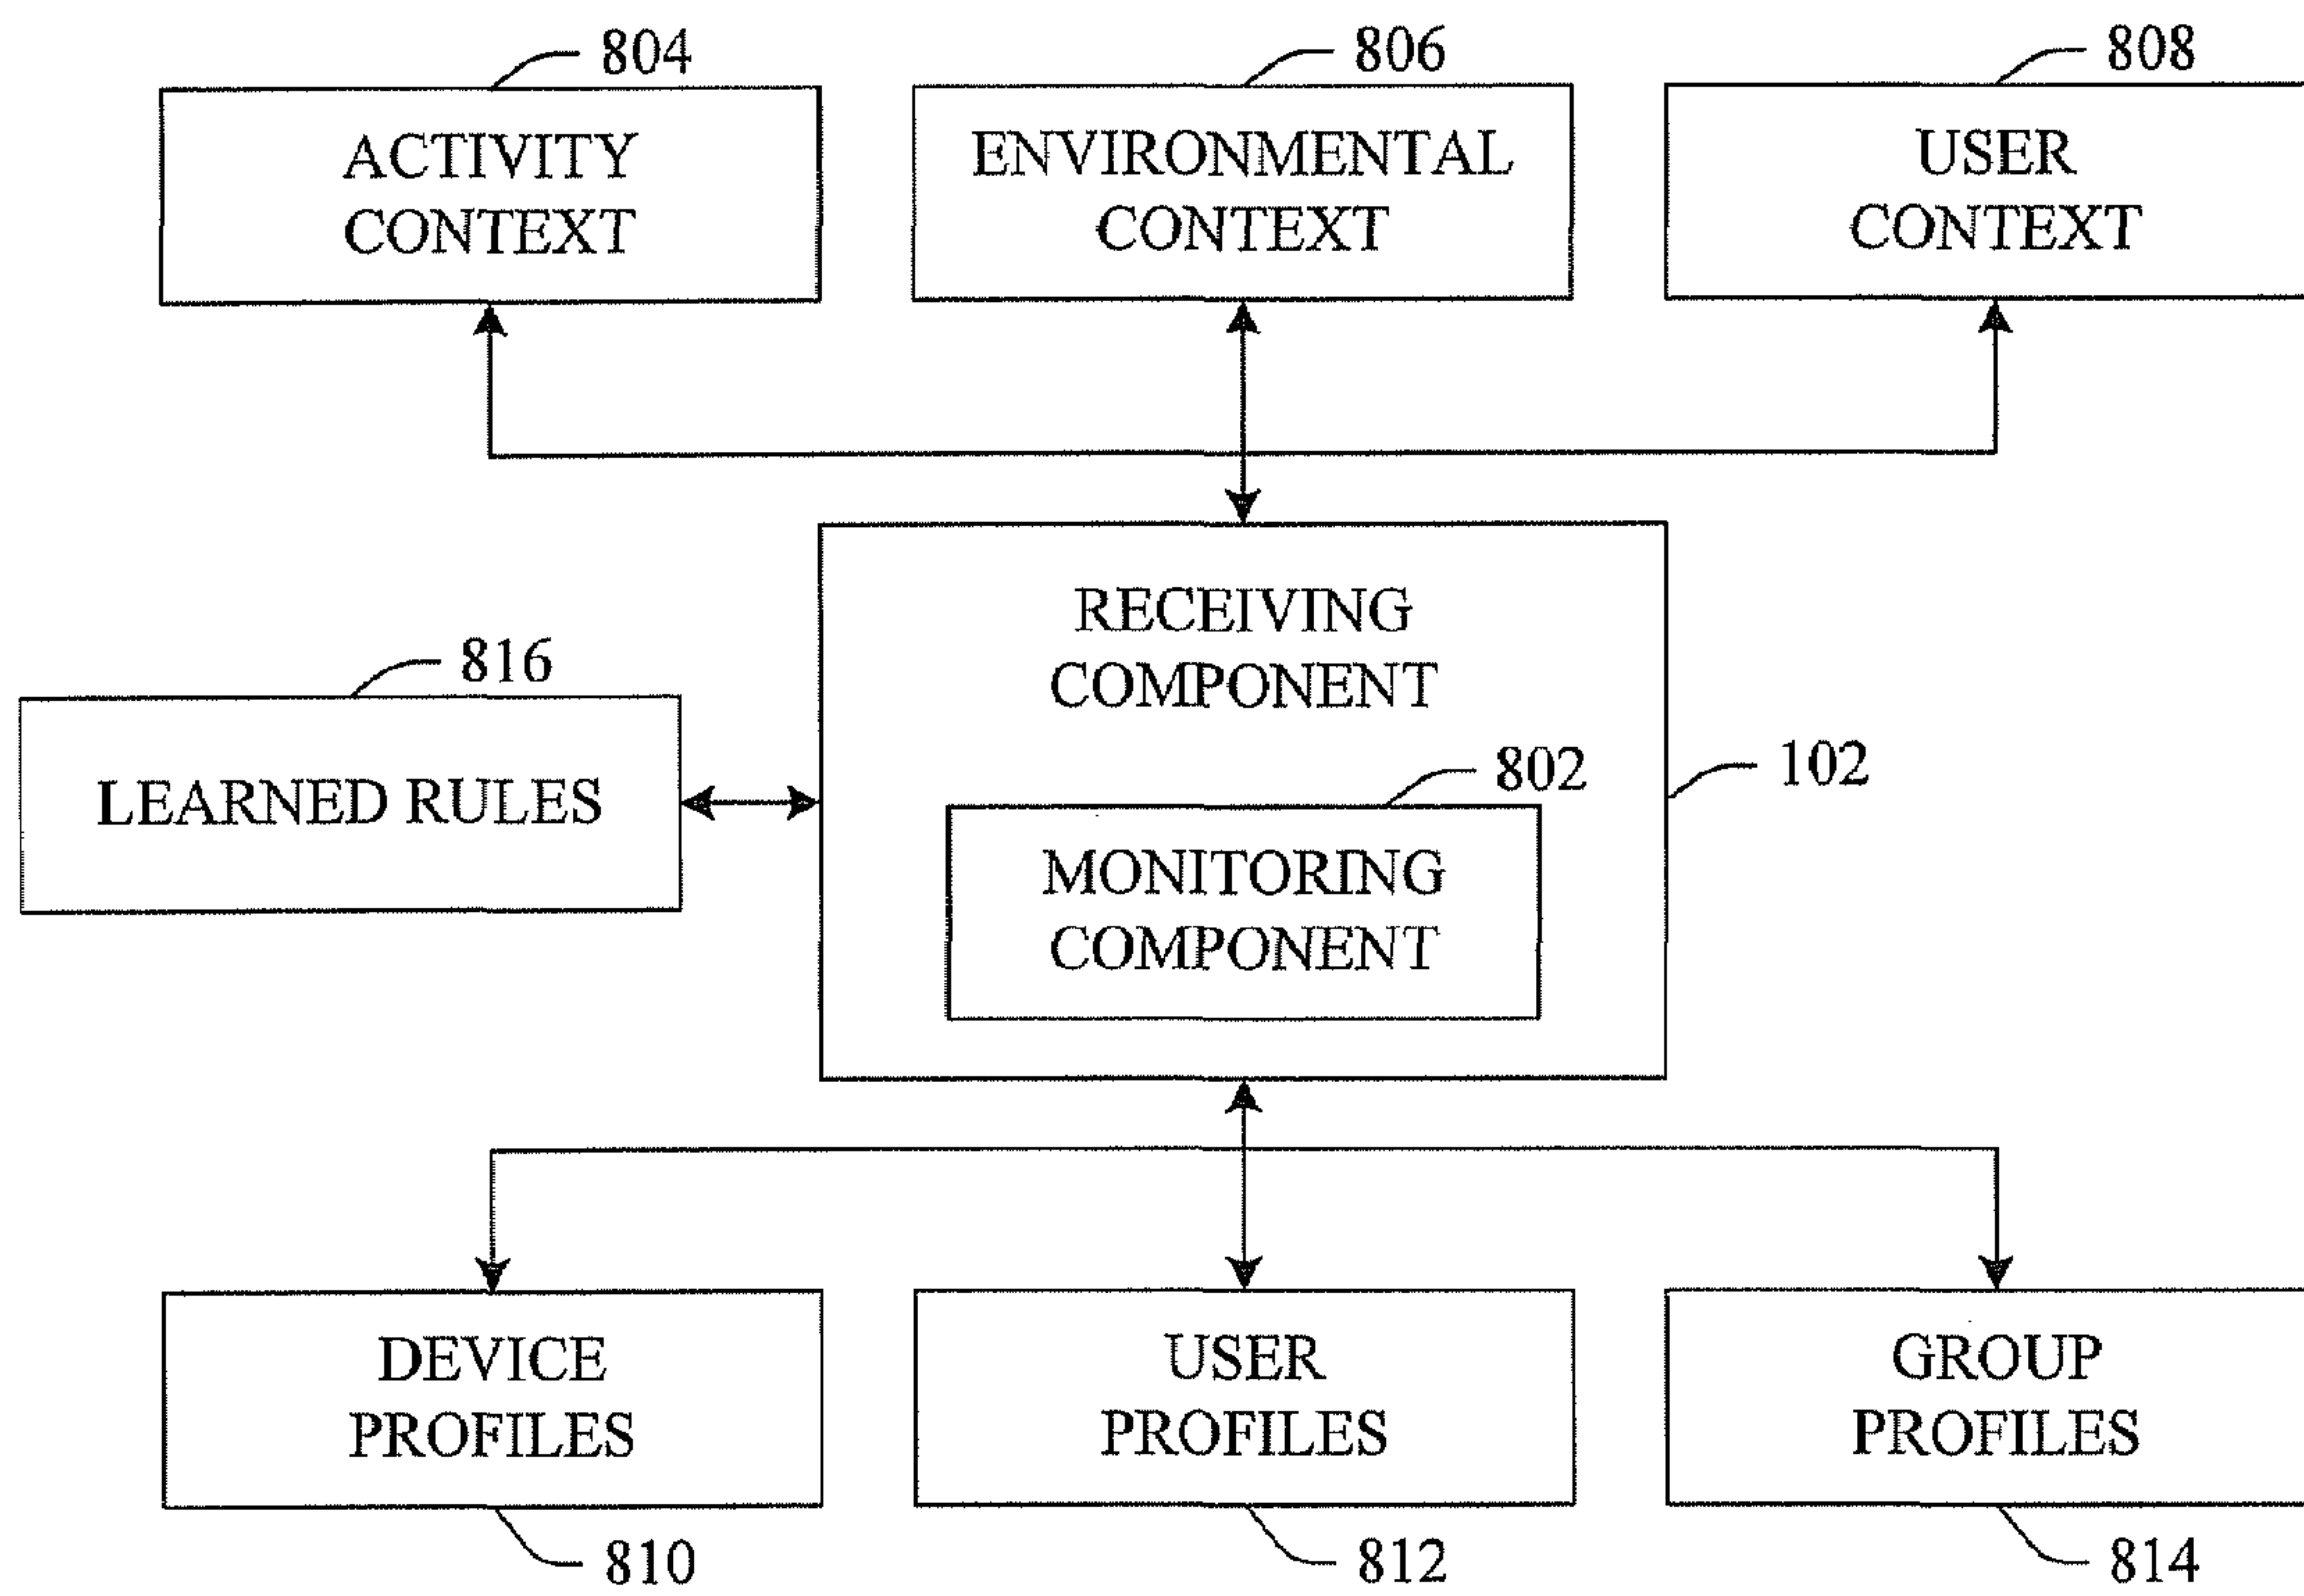 804
806
808
ACTIVITY
CONTEXT
ENVIRONMENTAL
CONTEXT
USER
CONTEXT
RECEIVING
COMPONENT
816
LEARNED RULES
802
102
MONITORING
COMPONENT
DEVICE
PROFILES
USER
PROFILES
GROUP
PROFILES
810
812
814